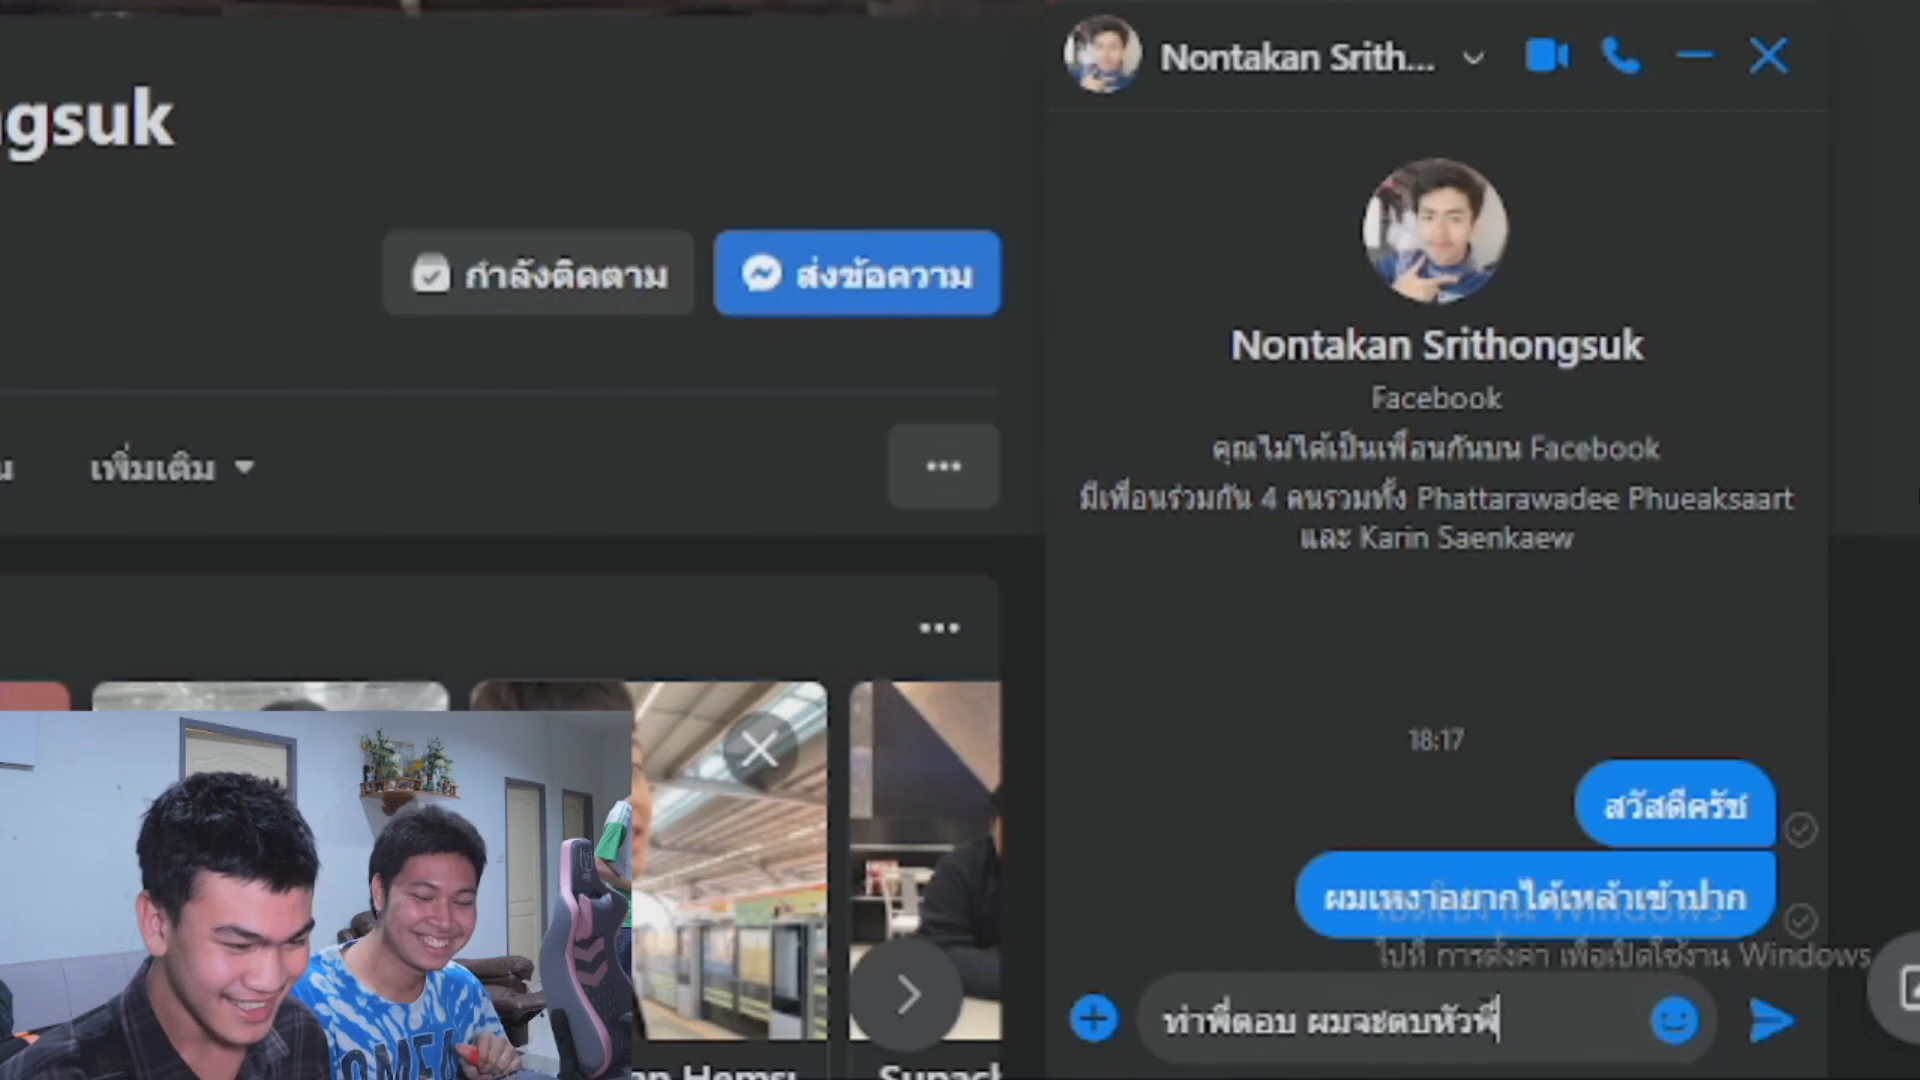 ngsuk
กำลังติดตาม
ส่งข้อความ
เพิ่มเติม
Nontakan Srith...
Nontakan Srithongsuk
Facebook
คุณไม่ได้เป็นเพื่อนกันบน Facebook
มีเพื่อนร่วมกัน 4 คนรวมทั้ง Phattarawadee Phueaksaart
และ Karin Saenkaew
18:17
สวัสดีครัช
ผมเหงาอยากได้เหล้าเข้าปาก
ไปที่ การตั้งค่า เพื่อเปิดใช้งาน Windows
ทำพี่ตอบ ผมจะตบหัวพี่